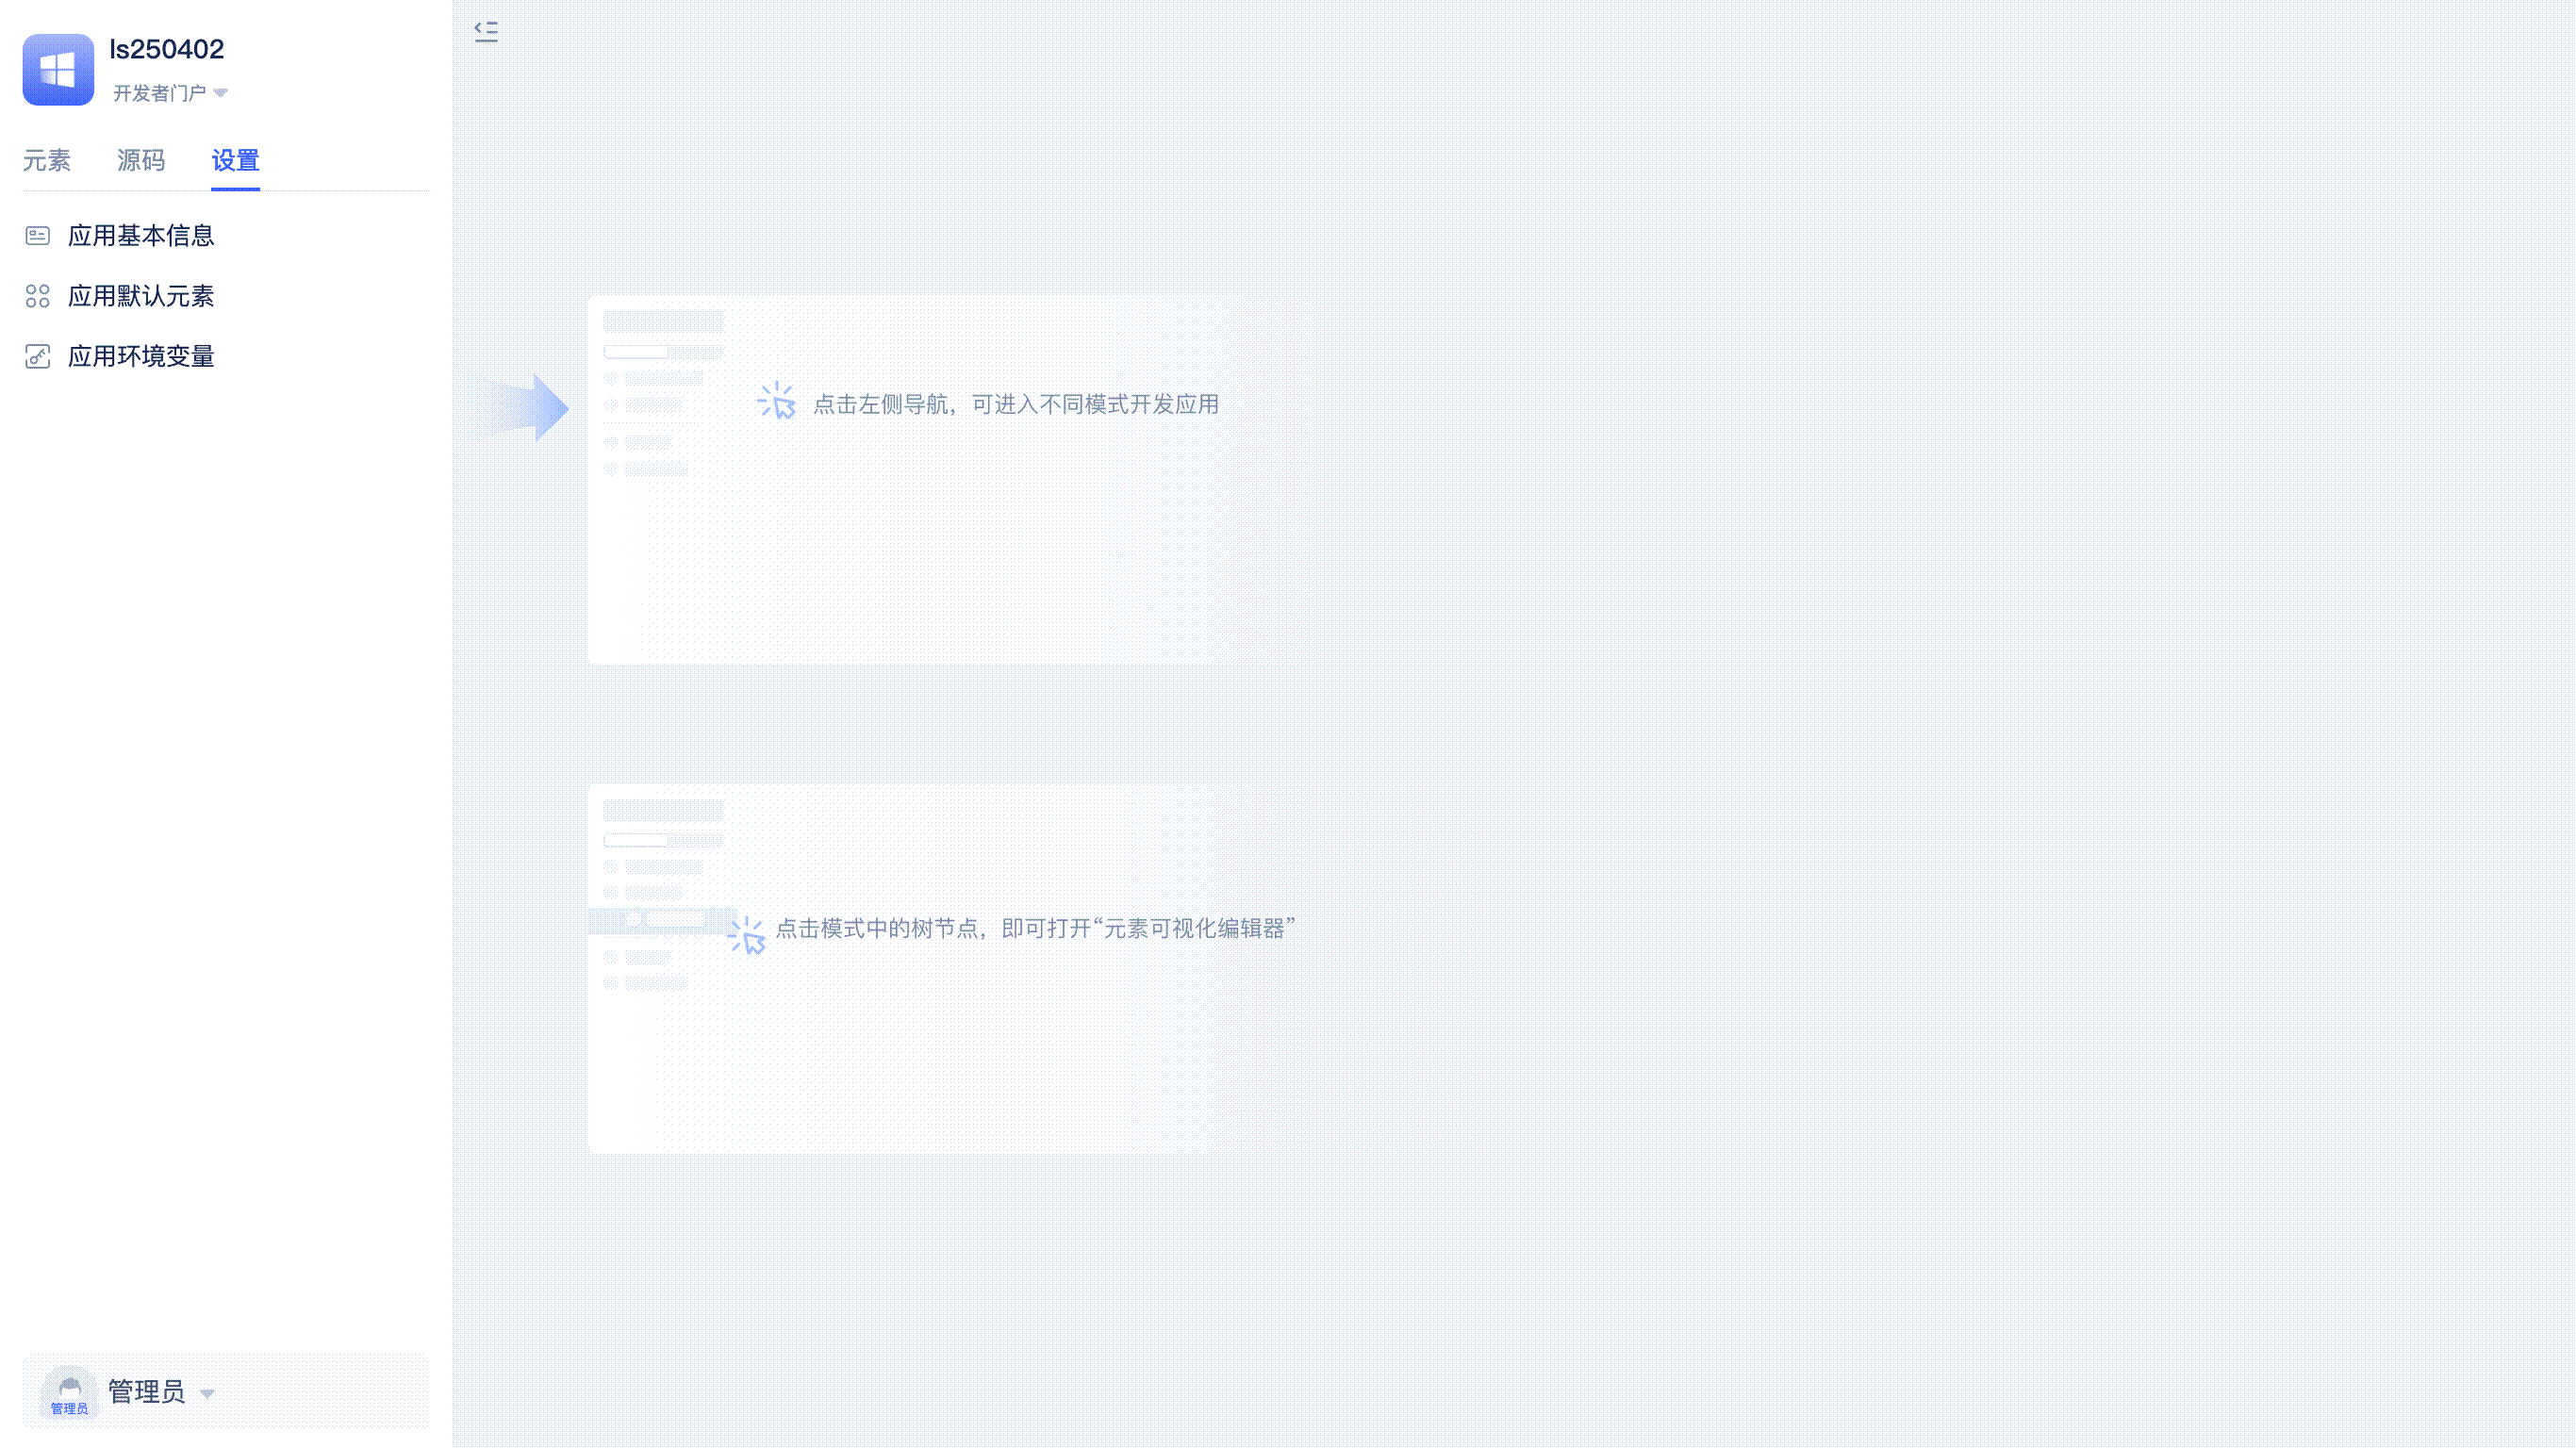 ls250402
开发者门户
元素 源码 设置
应用基本信息
应用默认元素
应用环境变量
点击左侧导航，可进入不同模式开发应用
点击模式中的树节点，即可打开“元素可视化编辑器”
管理员
管理员